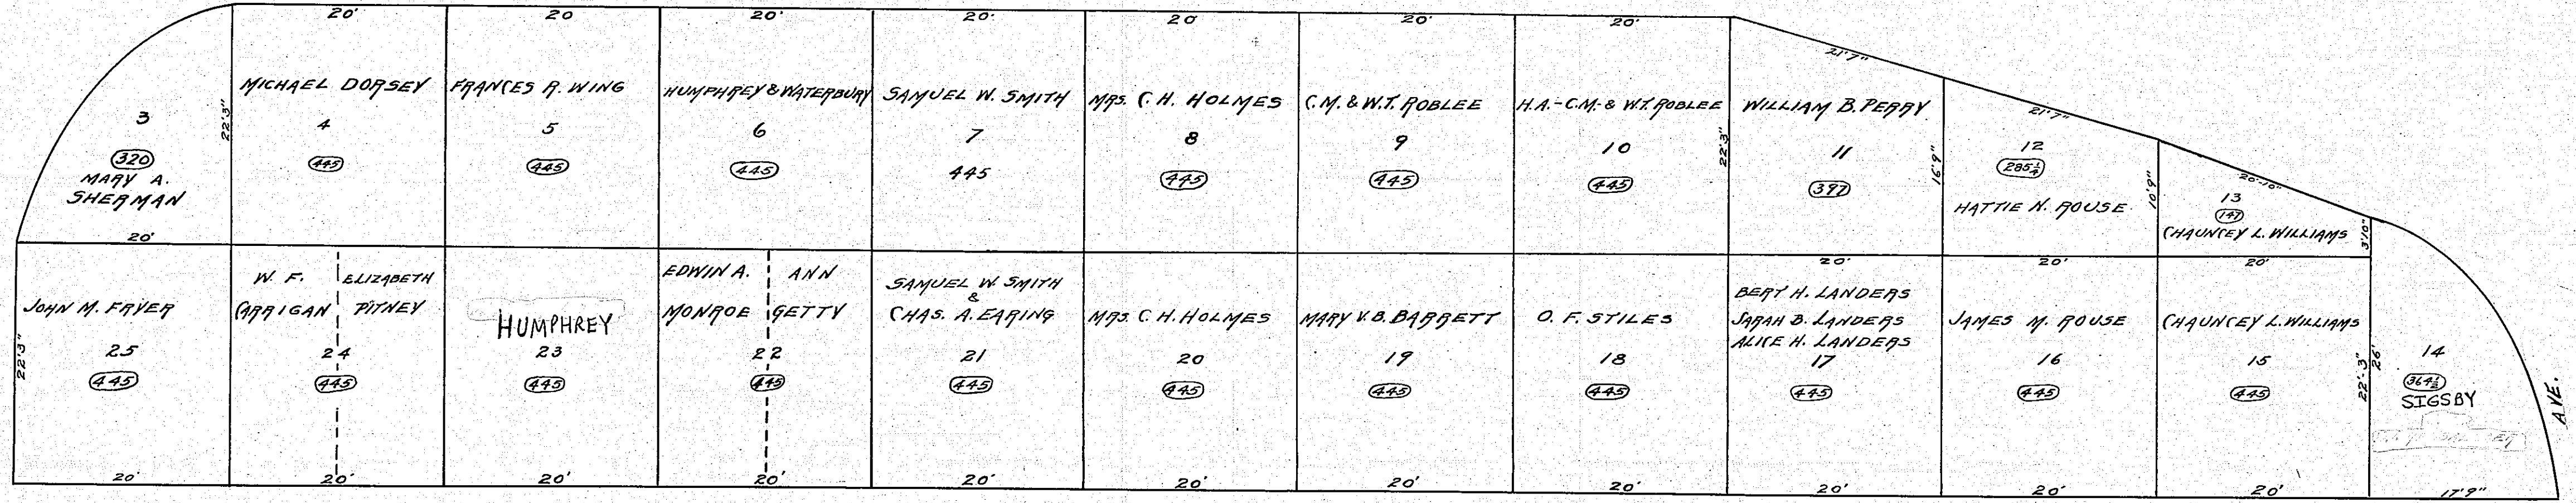 20'
20
20'
20'
20
20'
20'
21'7"
21'7"
20'-10"
3
320
MARY A.
SHERMAN
20'
22'3"
MICHAEL DORSEY
4
445
FRANCES R. WING
5
445
HUMPHREY & WATERBURY
6
445
SAMUEL W. SMITH
7
445
MRS. C. H. HOLMES
8
445
C.M. & W.T. ROBLEE
9
445
H.A.-C.M.- & W.T. ROBLEE
10
445
22'3"
WILLIAM B. PERRY
11
397
16'9"
12
285 1/4
HATTIE N. ROUSE
10'9"
13
147
CHAUNCEY L. WILLIAMS
3'10"
JOHN M. FRYER
25
445
22'3"
20'
W. F.
CARRIGAN
ELIZABETH
PITNEY
24
445
20'
HUMPHREY
23
445
20'
EDWIN A.
MONROE
ANN
GETTY
22
445
20'
SAMUEL W. SMITH
&
CHAS. A. EARING
21
445
20'
MRS. C. H. HOLMES
20
445
20'
MARY V. B. BARRETT
19
445
20'
O. F. STILES
18
445
20'
20'
BERT H. LANDERS
SARAH B. LANDERS
ALICE H. LANDERS
17
445
20'
20'
JAMES M. ROUSE
16
445
20'
20'
CHAUNCEY L. WILLIAMS
15
445
20'
22'-3"
26'
14
364 1/2
SIGSBY
17'9"
AVE.